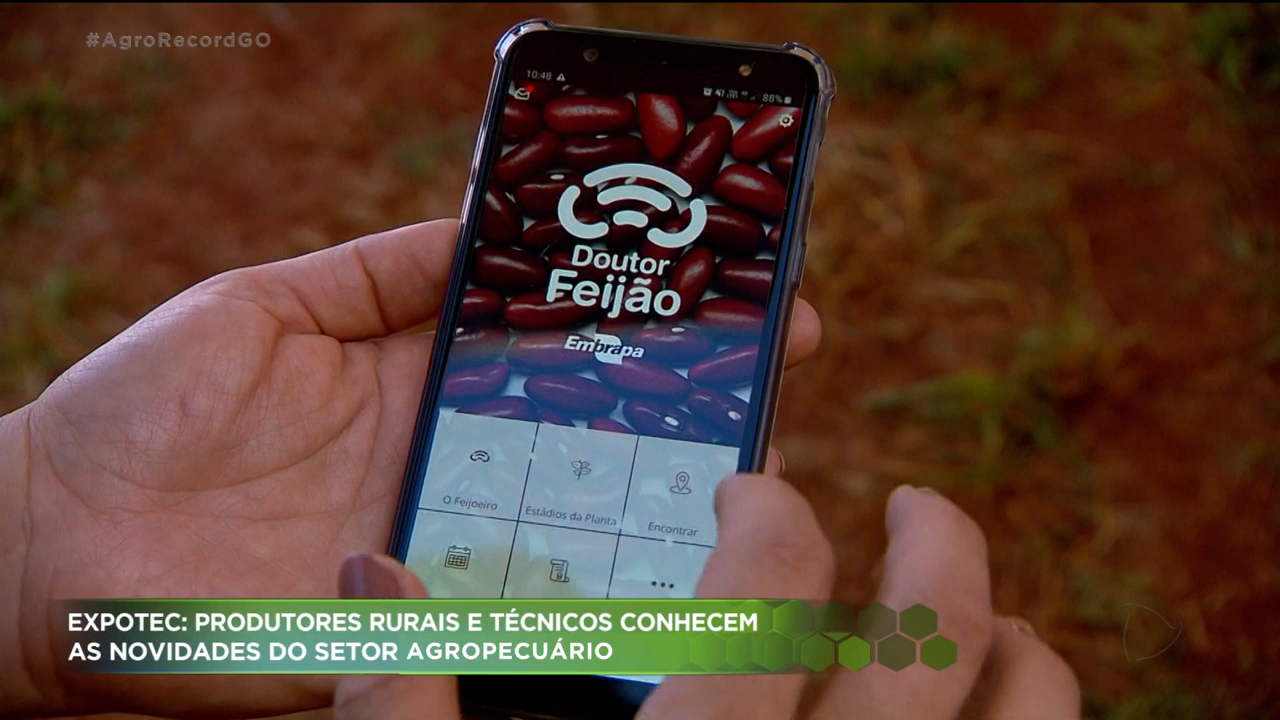 #AgroRecordGO
10:48
88%
Doutor
Feijão
Embrapa
O Feijoeiro
Estádios da Planta
Encontrar
EXPOTEC: PRODUTORES RURAIS E TÉCNICOS CONHECEM
AS NOVIDADES DO SETOR AGROPECUÁRIO